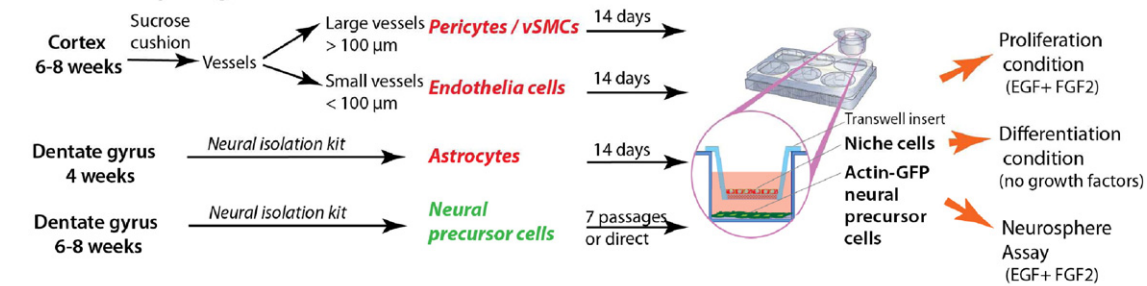 Cortex
6-8 weeks
Sucrose
cushion
Vessels
Large vessels
> 100 µm
Pericytes / vSMCs
14 days
Small vessels
< 100 µm
Endothelia cells
14 days
Dentate gyrus
4 weeks
Neural isolation kit
Astrocytes
14 days
Dentate gyrus
6-8 weeks
Neural isolation kit
Neural
precursor cells
7 passages
or direct
Transwell insert
Niche cells
Actin-GFP
neural
precursor
cells
Proliferation
condition
(EGF+ FGF2)
Differentiation
condition
(no growth factors)
Neurosphere
Assay
(EGF+ FGF2)